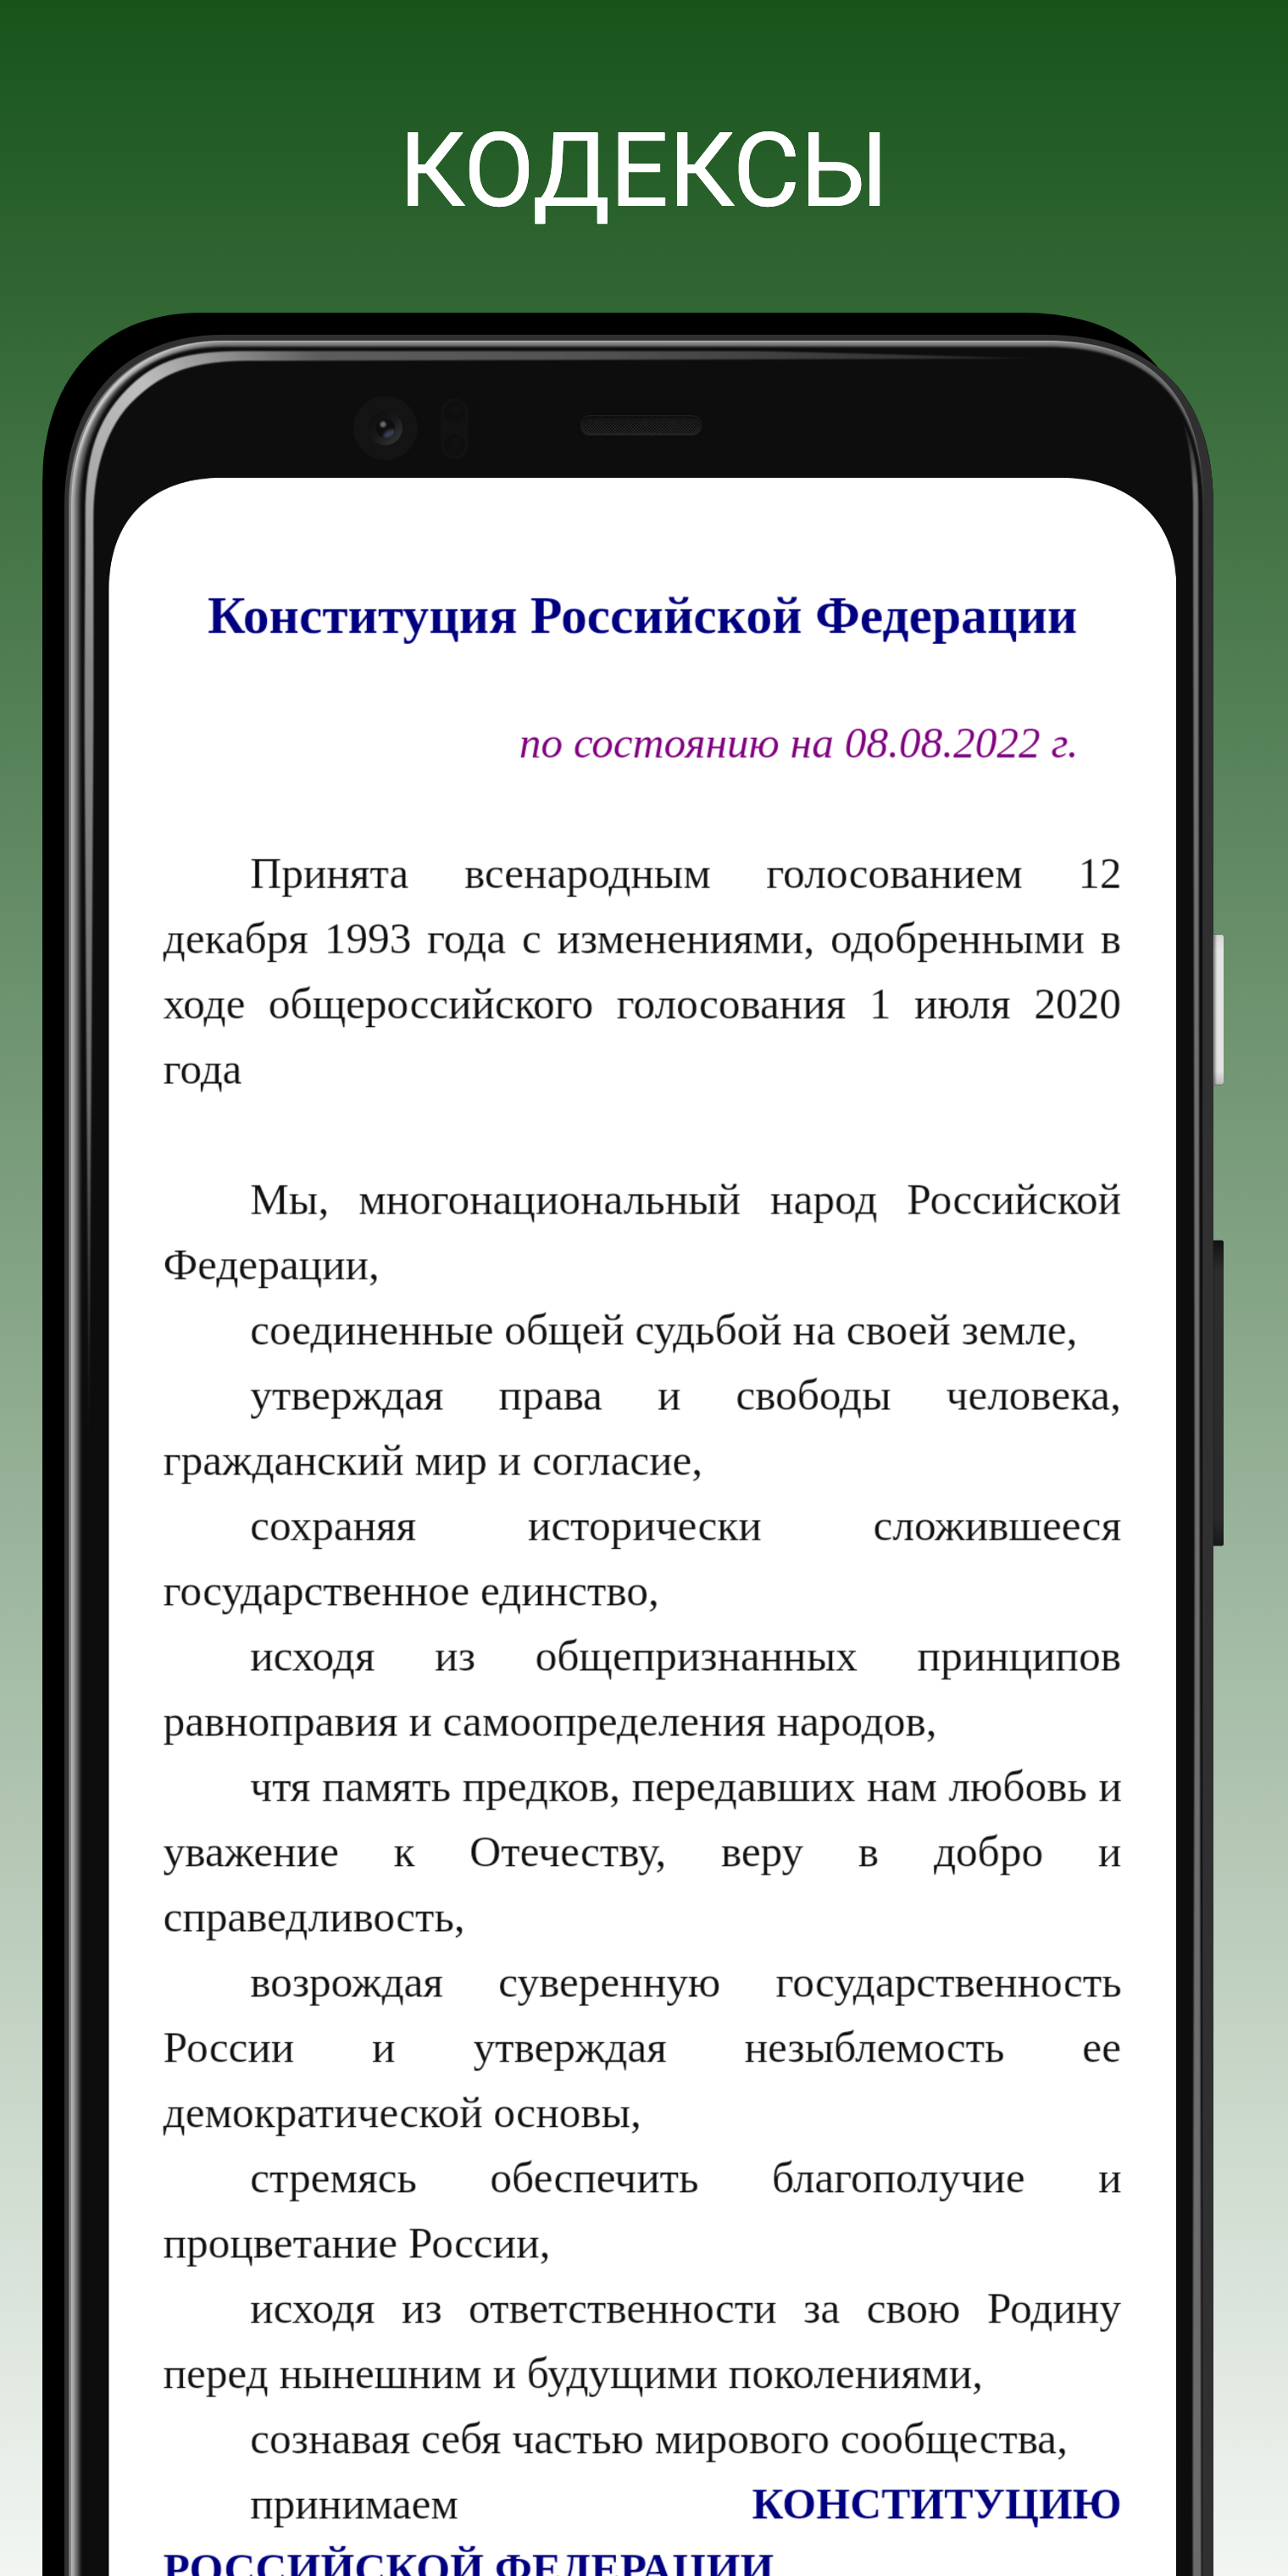 КОДЕКСЫ
Конституция Российской Федерации
по состоянию на 08.08.2022 г.
Принята всенародным голосованием 12
декабря 1993 года с изменениями, одобренными в
ходе общероссийского голосования 1 июля 2020
года
Мы, многонациональный народ Российской
Федерации,
соединенные общей судьбой на своей земле,
утверждая права и свободы человека,
гражданский мир и согласие,
сохраняя исторически сложившееся
государственное единство,
исходя из общепризнанных принципов
равноправия и самоопределения народов,
чтя память предков, передавших нам любовь и
уважение к Отечеству, веру в добро и
справедливость,
возрождая суверенную государственность
России и утверждая незыблемость ее
демократической основы,
стремясь обеспечить благополучие и
процветание России,
исходя из ответственности за свою Родину
перед нынешним и будущими поколениями,
сознавая себя частью мирового сообщества,
принимаем КОНСТИТУЦИЮ
РОССИЙСКОЙ ФЕДЕРАЦИИ